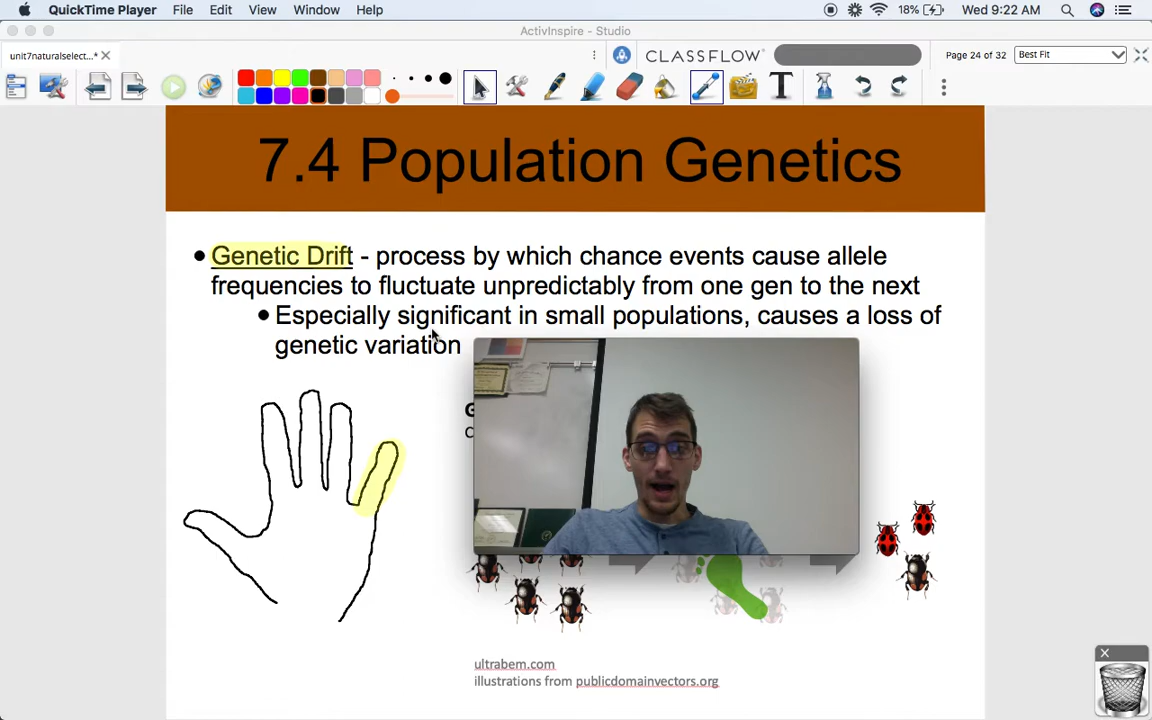 QuickTime Player File Edit View Window Help 18% Wed 9:22 AM
ActivInspire - Studio
unit7naturalselect...* CLASSFLOW Page 24 of 32 Best Fit
7.4 Population Genetics
Genetic Drift - process by which chance events cause allele
frequencies to fluctuate unpredictably from one gen to the next
Especially significant in small populations, causes a loss of
genetic variation
ultrabem.com
illustrations from publicdomainvectors.org